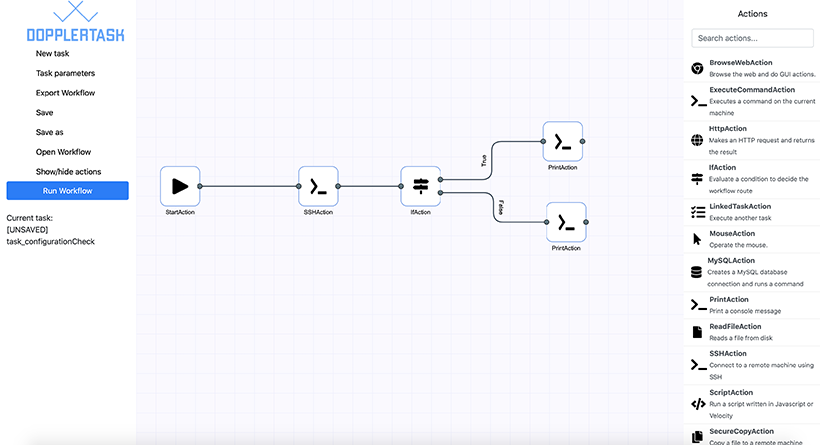 DOPPLERTASK
New task
Task parameters
Export Workflow
Save
Save as
Open Workflow
Show/hide actions
Run Workflow
Current task:
[UNSAVED]
task_configurationCheck
StartAction
SSHAction
IfAction
True
False
PrintAction
PrintAction
Actions
Search actions...
BrowseWebAction
Browse the web and do GUI actions.
ExecuteCommandAction
Executes a command on the current
machine
HttpAction
Makes an HTTP request and returns
the result
IfAction
Evaluate a condition to decide the
workflow route
LinkedTaskAction
Execute another task
MouseAction
Operate the mouse.
MySQLAction
Creates a MySQL database
connection and runs a command
PrintAction
Print a console message
ReadFileAction
Reads a file from disk
SSHAction
Connect to a remote machine using
SSH
ScriptAction
Run a script written in Javascript or
Velocity
SecureCopyAction
Copy a file to a remote machine